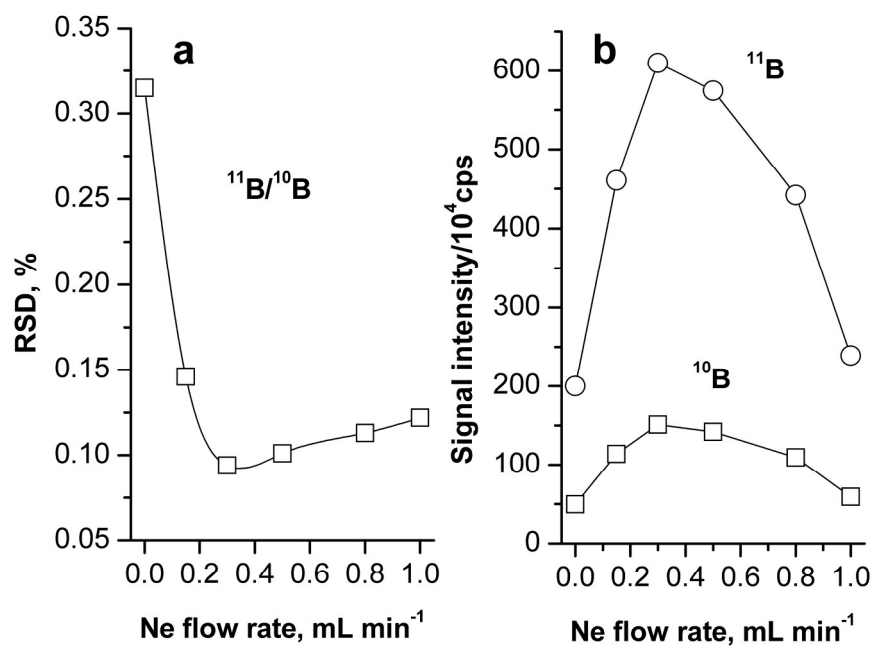 a
¹¹B/¹⁰B
RSD, %
0.35
0.30
0.25
0.20
0.15
0.10
0.05
0.0 0.2 0.4 0.6 0.8 1.0
Ne flow rate, mL min⁻¹
b
¹¹B
¹⁰B
Signal intensity/10⁴cps
600
500
400
300
200
100
0
0.0 0.2 0.4 0.6 0.8 1.0
Ne flow rate, mL min⁻¹